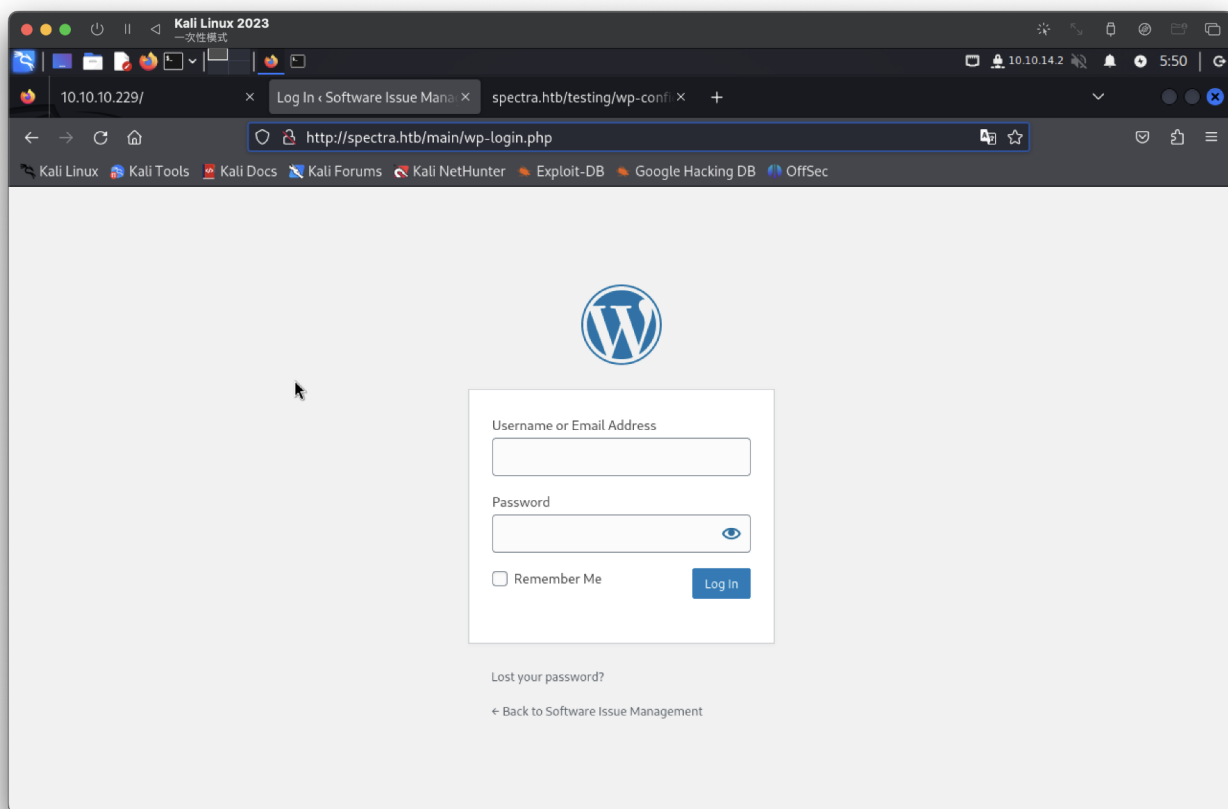 Kali Linux 2023
一次性模式
10.10.14.2 5:50
10.10.10.229/ Log In ‹ Software Issue Mana spectra.htb/testing/wp-confi
http://spectra.htb/main/wp-login.php
Kali Linux Kali Tools Kali Docs Kali Forums Kali NetHunter Exploit-DB Google Hacking DB OffSec
Username or Email Address
Password
Remember Me Log In
Lost your password?
← Back to Software Issue Management